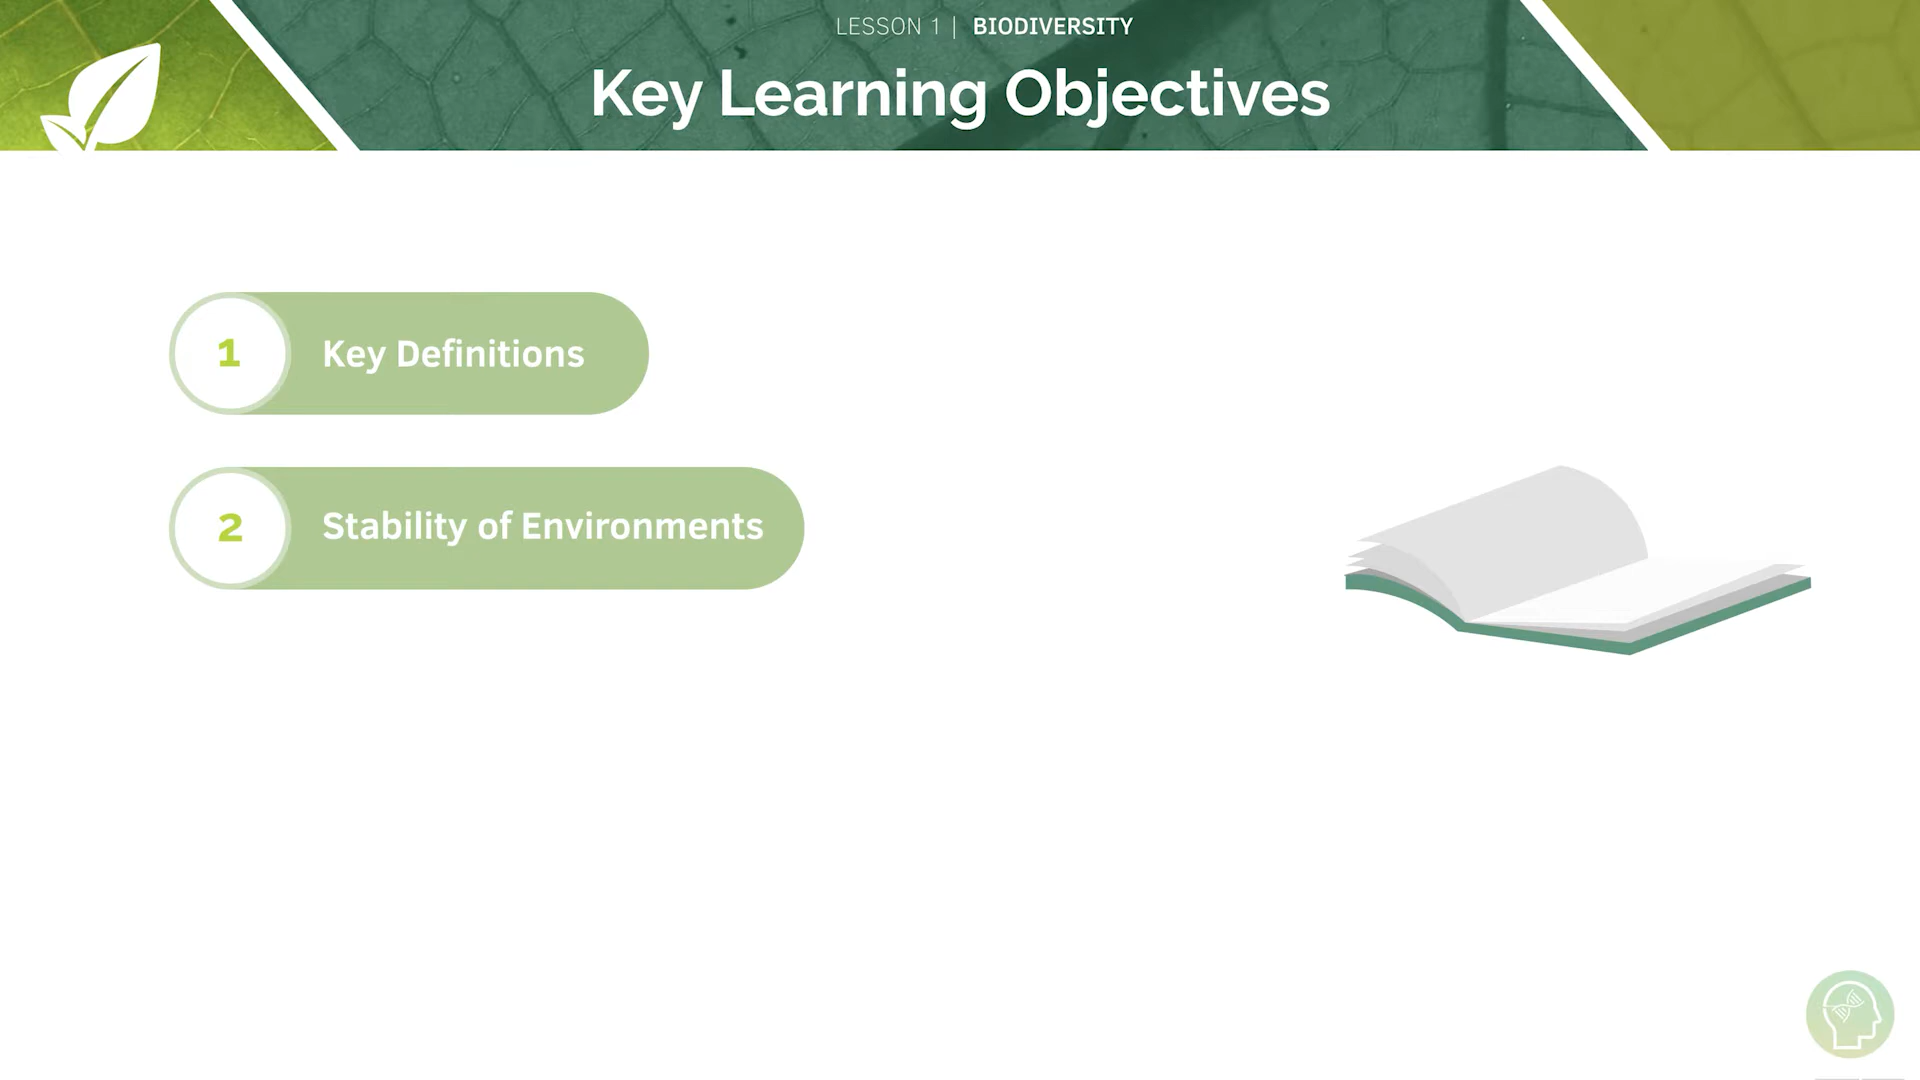 LESSON 1 | BIODIVERSITY
Key Learning Objectives
1 Key Definitions
2 Stability of Environments